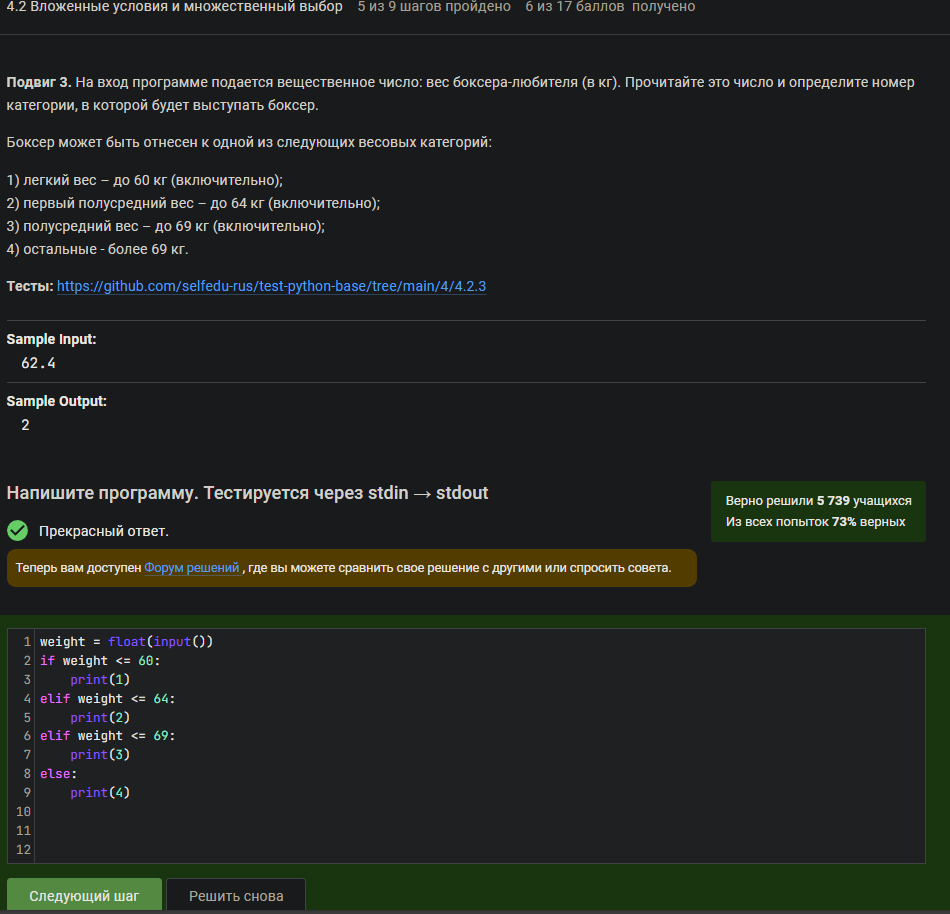 4.2 Вложенные условия и множественный выбор 5 из 9 шагов пройдено 6 из 17 баллов получено
Подвиг 3. На вход программе подается вещественное число: вес боксера-любителя (в кг). Прочитайте это число и определите номер
категории, в которой будет выступать боксер.
Боксер может быть отнесен к одной из следующих весовых категорий:
1) легкий вес – до 60 кг (включительно);
2) первый полусредний вес – до 64 кг (включительно);
3) полусредний вес – до 69 кг (включительно);
4) остальные - более 69 кг.
Тесты: https://github.com/selfedu-rus/test-python-base/tree/main/4/4.2.3
Sample Input:
62.4
Sample Output:
2
Напишите программу. Тестируется через stdin → stdout
Верно решили 5 739 учащихся
Из всех попыток 73% верных
Прекрасный ответ.
Теперь вам доступен Форум решений, где вы можете сравнить свое решение с другими или спросить совета.
1 weight = float(input())
2 if weight <= 60:
3     print(1)
4 elif weight <= 64:
5     print(2)
6 elif weight <= 69:
7     print(3)
8 else:
9     print(4)
10
11
12
Следующий шаг Решить снова